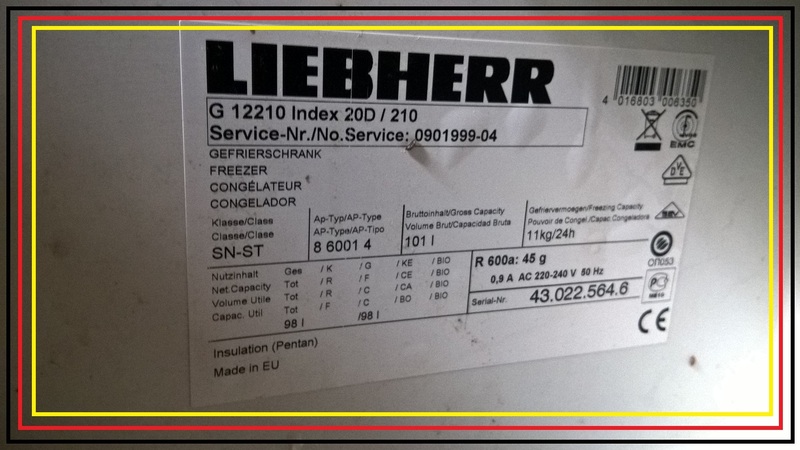 LIEBHERR
G 12210 Index 20D / 210
Service-Nr./No.Service: 0901999-04
4 016803 006350
EMC
GEFRIERSCHRANK
FREEZER
CONGÉLATEUR
CONGELADOR
DVE
Klasse/Class
Classe/Clase
SN-ST
Ap-Typ/AP-Type
AP-Type/AP-Tipo
8 6001 4
Bruttoinhalt/Gross Capacity
Volume Brut/Capacidad Bruta
101 l
Gefriervermoegen/Freezing Capacity
Pouvoir de Congel./Capac.Congeladora
11kg/24h
Nutzinhalt Ges / K / G / KE / BIO
Net.Capacity Tot / R / F / CE / BIO
Volume Utile Tot / R / C / CA / BIO
Capac. Util Tot / F / C / BO / BIO
98 l /98 l
R 600a: 45 g
0,9 A AC 220-240 V 50 Hz
Serial-Nr. 43.022.564.6
ОП053
CE
Insulation (Pentan)
Made in EU